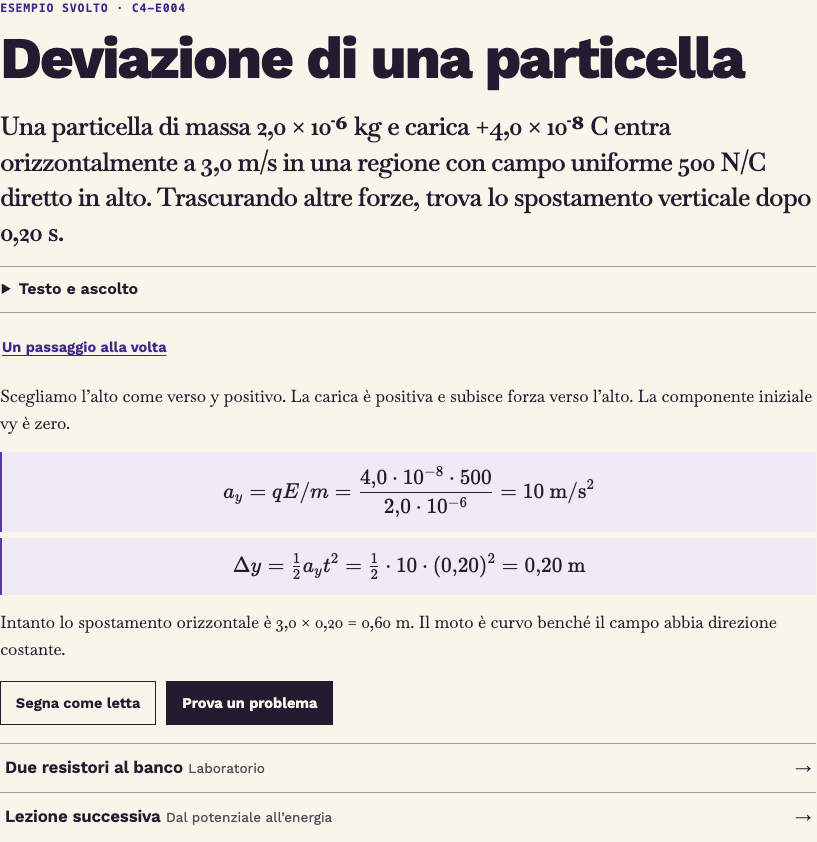 ESEMPIO SVOLTO · C4–E004
Deviazione di una particella
Una particella di massa 2,0 × 10⁻⁶ kg e carica +4,0 × 10⁻⁸ C entra
orizzontalmente a 3,0 m/s in una regione con campo uniforme 500 N/C
diretto in alto. Trascurando altre forze, trova lo spostamento verticale dopo
0,20 s.
▶ Testo e ascolto
Un passaggio alla volta
Scegliamo l’alto come verso y positivo. La carica è positiva e subisce forza verso l’alto. La componente iniziale
vy è zero.
a_y = qE/m = \frac{4,0 · 10⁻⁸ · 500}{2,0 · 10⁻⁶} = 10 m/s²
Δy = \frac{1}{2} a_y t² = \frac{1}{2} · 10 · (0,20)² = 0,20 m
Intanto lo spostamento orizzontale è 3,0 × 0,20 = 0,60 m. Il moto è curvo benché il campo abbia direzione
costante.
Segna come letta Prova un problema
Due resistori al banco Laboratorio →
Lezione successiva Dal potenziale all’energia →